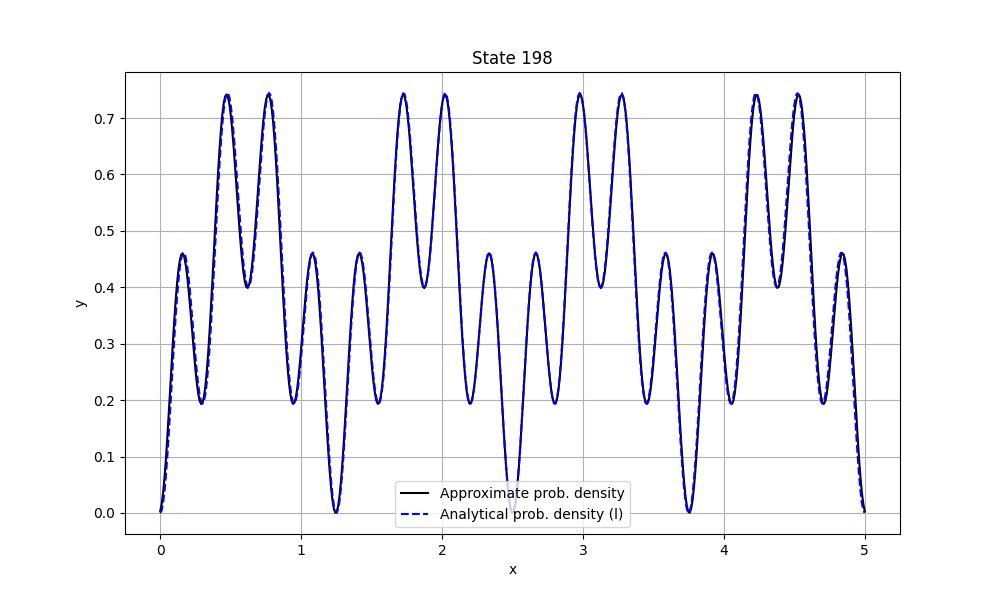 State 198
y
0.7
0.6
0.5
0.4
0.3
0.2
0.1
0.0
Approximate prob. density
Analytical prob. density (l)
0 1 2 3 4 5
x